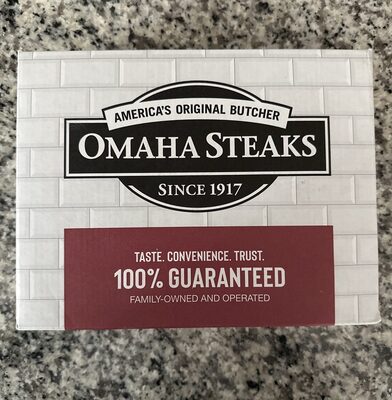 AMERICA'S ORIGINAL BUTCHER
OMAHA STEAKS
SINCE 1917
TASTE. CONVENIENCE. TRUST.
100% GUARANTEED
FAMILY-OWNED AND OPERATED